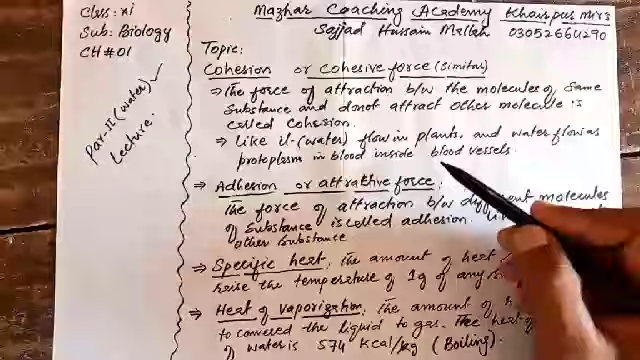 Class: xi
Sub: Biology
CH#01
Part-II (water)
Lecture.
Mazhar Coaching Academy Khairpur Mirs
Sajjad Hussain Mallah 03052664290
Topic:
Cohesion or cohesive force (Similar)
⇒ The force of attraction b/w the molecules of same
substance and donot attract other molecule is
called cohesion.
⇒ Like it-(water) flow in plants, and water flow as
protoplasm in blood inside blood vessels.
⇒ Adhesion or attraktive force,
The force of attraction b/w different molecules
of substance is called adhesion.
other substance
⇒ Specific heat, The amount of heat
raise the temperature of 1g of any
⇒ Heat of vaporization, The amount of
to convered the liquid to gas. The heat
of water is 574 Kcal/kg (Boiling).